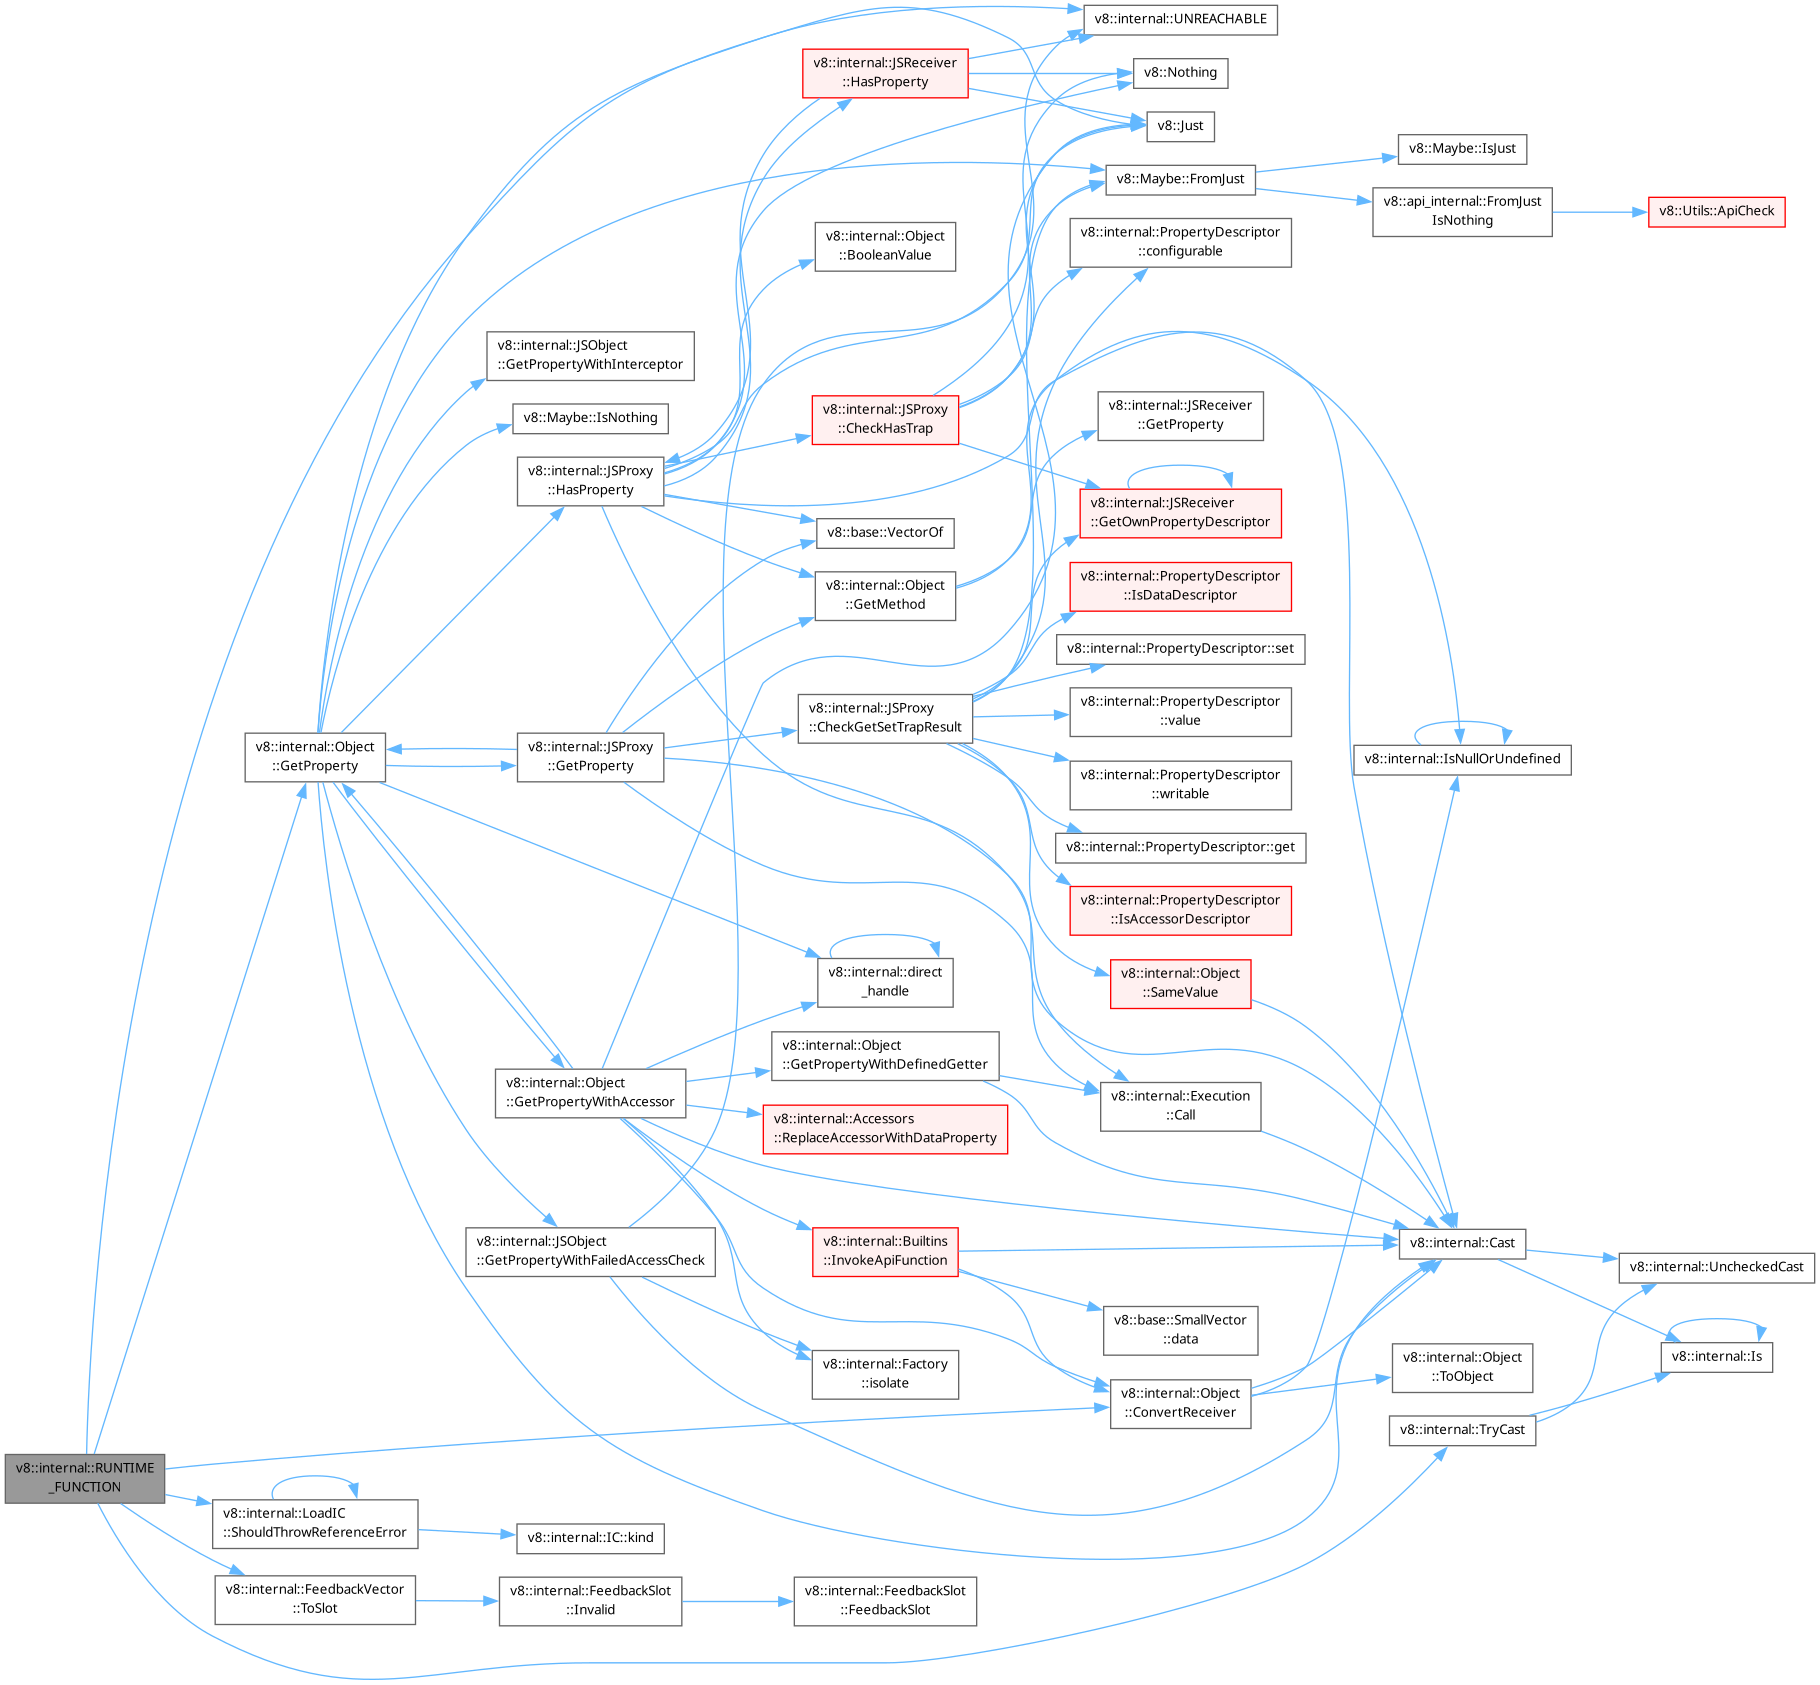 v8::internal::RUNTIME
_FUNCTION
v8::internal::Object
::GetProperty
v8::internal::LoadIC
::ShouldThrowReferenceError
v8::internal::FeedbackVector
::ToSlot
v8::internal::JSObject
::GetPropertyWithInterceptor
v8::Maybe::IsNothing
v8::internal::JSProxy
::HasProperty
v8::internal::JSProxy
::GetProperty
v8::internal::Object
::GetPropertyWithAccessor
v8::internal::JSObject
::GetPropertyWithFailedAccessCheck
v8::internal::IC::kind
v8::internal::FeedbackSlot
::Invalid
v8::internal::JSReceiver
::HasProperty
v8::internal::Object
::BooleanValue
v8::internal::JSProxy
::CheckHasTrap
v8::base::VectorOf
v8::internal::Object
::GetMethod
v8::internal::JSProxy
::CheckGetSetTrapResult
v8::internal::direct
_handle
v8::internal::Object
::GetPropertyWithDefinedGetter
v8::internal::Accessors
::ReplaceAccessorWithDataProperty
v8::internal::Builtins
::InvokeApiFunction
v8::internal::Factory
::isolate
v8::internal::FeedbackSlot
::FeedbackSlot
v8::internal::UNREACHABLE
v8::Nothing
v8::Just
v8::Maybe::FromJust
v8::internal::PropertyDescriptor
::configurable
v8::internal::JSReceiver
::GetProperty
v8::internal::JSReceiver
::GetOwnPropertyDescriptor
v8::internal::PropertyDescriptor
::IsDataDescriptor
v8::internal::PropertyDescriptor::set
v8::internal::PropertyDescriptor
::value
v8::internal::PropertyDescriptor
::writable
v8::internal::PropertyDescriptor::get
v8::internal::PropertyDescriptor
::IsAccessorDescriptor
v8::internal::Object
::SameValue
v8::internal::Execution
::Call
v8::base::SmallVector
::data
v8::internal::Object
::ConvertReceiver
v8::Maybe::IsJust
v8::api_internal::FromJust
IsNothing
v8::internal::IsNullOrUndefined
v8::internal::Cast
v8::internal::Object
::ToObject
v8::internal::TryCast
v8::Utils::ApiCheck
v8::internal::UncheckedCast
v8::internal::Is